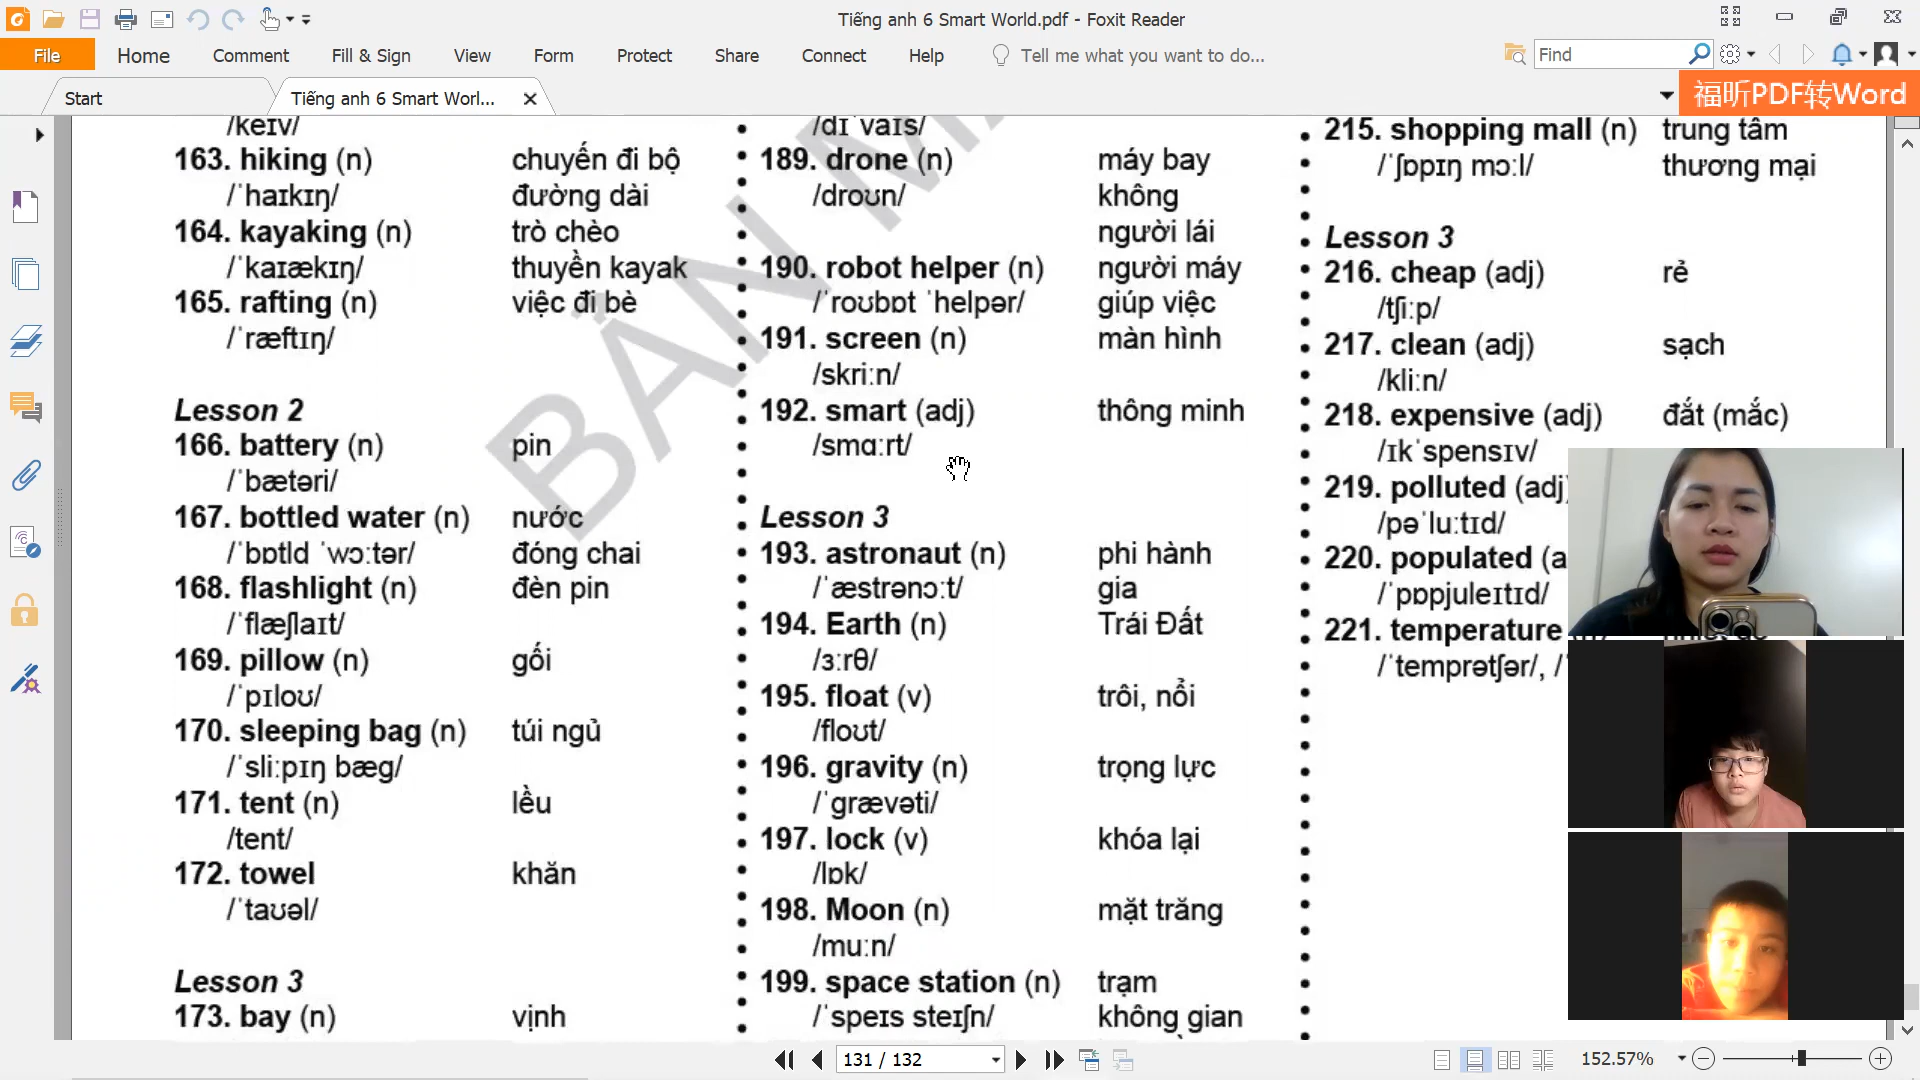 Tiếng anh 6 Smart World.pdf - Foxit Reader
File Home Comment Fill & Sign View Form Protect Share Connect Help Tell me what you want to do... Find
Start Tiếng anh 6 Smart Worl... 福昕PDF转Word
/keɪv/
163. hiking (n) chuyến đi bộ
/ˈhaɪkɪŋ/ đường dài
164. kayaking (n) trò chèo
/ˈkaɪækɪŋ/ thuyền kayak
165. rafting (n) việc đi bè
/ˈræftɪŋ/
Lesson 2
166. battery (n) pin
/ˈbætəri/
167. bottled water (n) nước
/ˈbɒtld ˈwɔːtər/ đóng chai
168. flashlight (n) đèn pin
/ˈflæʃlaɪt/
169. pillow (n) gối
/ˈpɪloʊ/
170. sleeping bag (n) túi ngủ
/ˈsliːpɪŋ bæg/
171. tent (n) lều
/tent/
172. towel khăn
/ˈtaʊəl/
Lesson 3
173. bay (n) vịnh
/dɪˈvaɪs/
189. drone (n) máy bay
/droʊn/ không
người lái
190. robot helper (n) người máy
/ˈroʊbɒt ˈhelpər/ giúp việc
191. screen (n) màn hình
/skriːn/
192. smart (adj) thông minh
/smɑːrt/
Lesson 3
193. astronaut (n) phi hành
/ˈæstrənɔːt/ gia
194. Earth (n) Trái Đất
/ɜːrθ/
195. float (v) trôi, nổi
/floʊt/
196. gravity (n) trọng lực
/ˈgrævəti/
197. lock (v) khóa lại
/lɒk/
198. Moon (n) mặt trăng
/muːn/
199. space station (n) trạm
/ˈspeɪs steɪʃn/ không gian
215. shopping mall (n) trung tâm
/ˈʃɒpɪŋ mɔːl/ thương mại
Lesson 3
216. cheap (adj) rẻ
/tʃiːp/
217. clean (adj) sạch
/kliːn/
218. expensive (adj) đắt (mắc)
/ɪkˈspensɪv/
219. polluted (adj)
/pəˈluːtɪd/
220. populated (a
/ˈpɒpjuleɪtɪd/
221. temperature
/ˈtemprətʃər/, /
BẢN M
131 / 132 152.57%